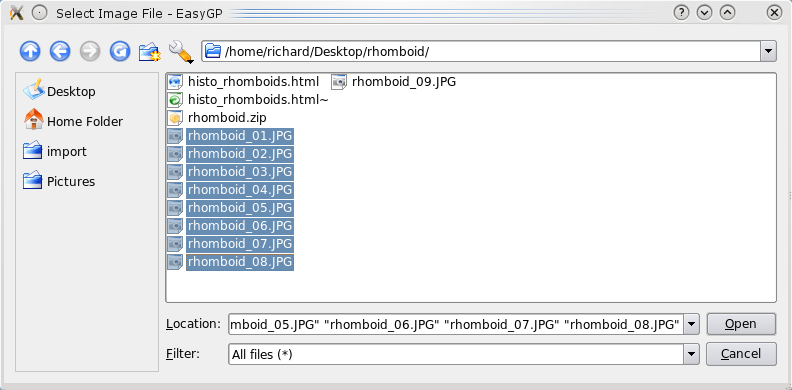 Select Image File - EasyGP
/home/richard/Desktop/rhomboid/
Desktop
Home Folder
import
Pictures
histo_rhomboids.html rhomboid_09.JPG
histo_rhomboids.html~
rhomboid.zip
rhomboid_01.JPG
rhomboid_02.JPG
rhomboid_03.JPG
rhomboid_04.JPG
rhomboid_05.JPG
rhomboid_06.JPG
rhomboid_07.JPG
rhomboid_08.JPG
Location: mboid_05.JPG" "rhomboid_06.JPG" "rhomboid_07.JPG" "rhomboid_08.JPG" Open
Filter: All files (*) Cancel